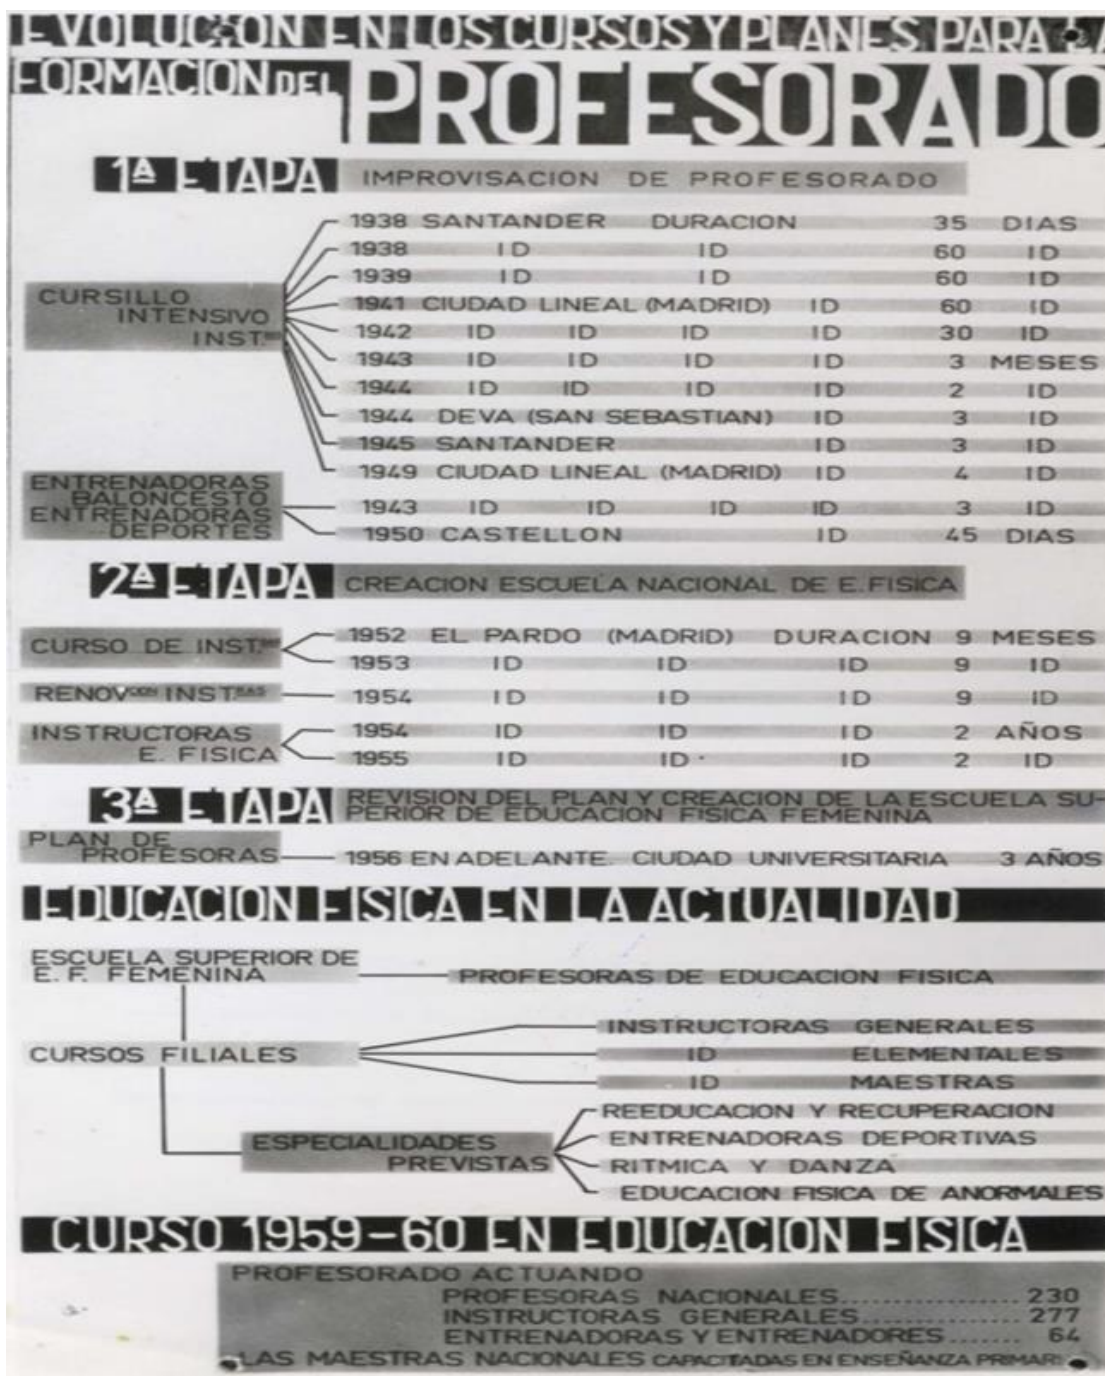 EVOLUCION EN LOS CURSOS Y PLANES PARA LA
FORMACION DEL PROFESORADO
1ª ETAPA IMPROVISACION DE PROFESORADO
CURSILLO
INTENSIVO
INST.RAS
1938 SANTANDER DURACION 35 DIAS
1938 ID ID 60 ID
1939 ID ID 60 ID
1941 CIUDAD LINEAL (MADRID) ID 60 ID
1942 ID ID ID ID 30 ID
1943 ID ID ID ID 3 MESES
1944 ID ID ID ID 2 ID
1944 DEVA (SAN SEBASTIAN) ID 3 ID
1945 SANTANDER ID 3 ID
1949 CIUDAD LINEAL (MADRID) ID 4 ID
ENTRENADORAS
BALONCESTO
ENTRENADORAS
DEPORTES
1943 ID ID ID ID 3 ID
1950 CASTELLON ID 45 DIAS
2ª ETAPA CREACION ESCUELA NACIONAL DE E. FISICA
CURSO DE INST.RAS
1952 EL PARDO (MADRID) DURACION 9 MESES
1953 ID ID ID 9 ID
RENOVCION INST.RAS 1954 ID ID ID 9 ID
INSTRUCTORAS
E. FISICA
1954 ID ID ID 2 AÑOS
1955 ID ID ID 2 ID
3ª ETAPA REVISION DEL PLAN Y CREACION DE LA ESCUELA SU-
PERIOR DE EDUCACION FISICA FEMENINA
PLAN DE
PROFESORAS 1956 EN ADELANTE. CIUDAD UNIVERSITARIA 3 AÑOS
EDUCACION FISICA EN LA ACTUALIDAD
ESCUELA SUPERIOR DE
E. F. FEMENINA PROFESORAS DE EDUCACION FISICA
CURSOS FILIALES
INSTRUCTORAS GENERALES
ID ELEMENTALES
ID MAESTRAS
ESPECIALIDADES
PREVISTAS
REEDUCACION Y RECUPERACION
ENTRENADORAS DEPORTIVAS
RITMICA Y DANZA
EDUCACION FISICA DE ANORMALES
CURSO 1959-60 EN EDUCACION FISICA
PROFESORADO ACTUANDO
PROFESORAS NACIONALES.............. 230
INSTRUCTORAS GENERALES............ 277
ENTRENADORAS Y ENTRENADORES....... 64
LAS MAESTRAS NACIONALES CAPACITADAS EN ENSEÑANZA